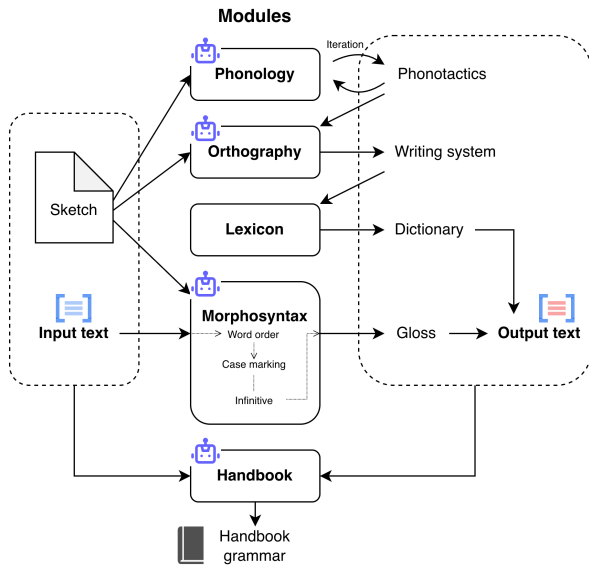 Modules
Iteration
Phonology
Phonotactics
Orthography
Writing system
Sketch
Lexicon
Dictionary
Morphosyntax
Input text
Word order
Gloss
Output text
Case marking
Infinitive
Handbook
Handbook
grammar